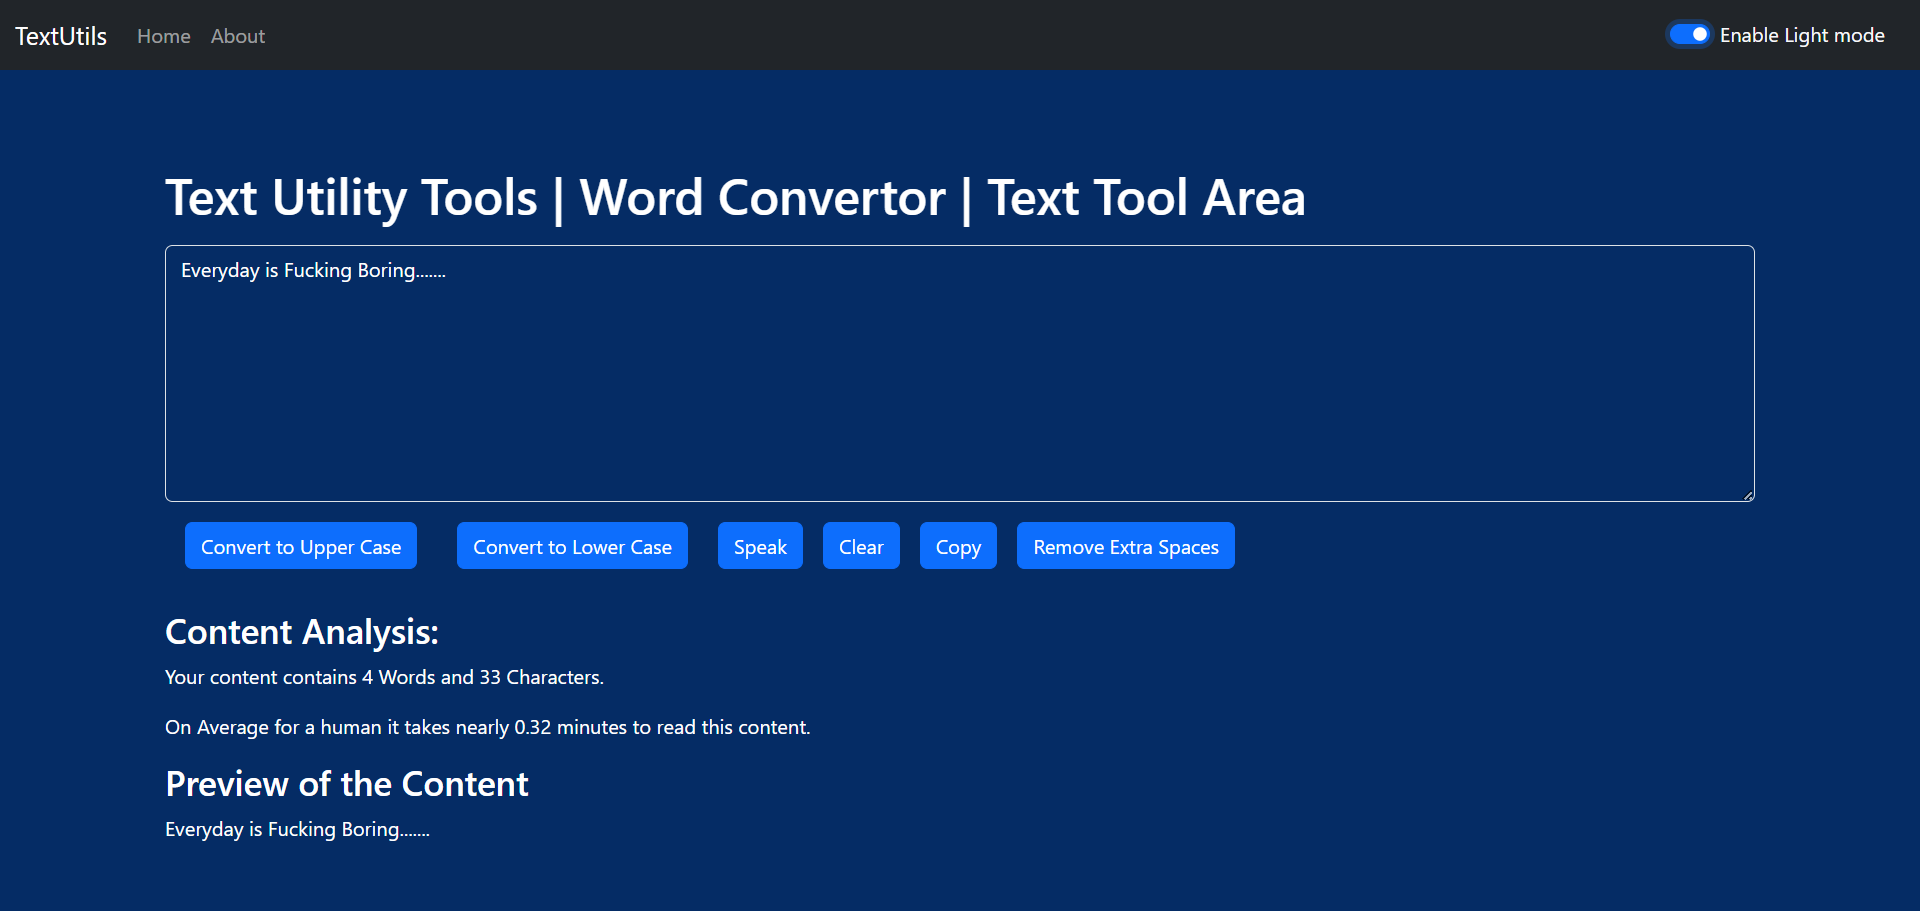 TextUtils Home About Enable Light mode
Text Utility Tools | Word Convertor | Text Tool Area
Everyday is Fucking Boring.......
Convert to Upper Case Convert to Lower Case Speak Clear Copy Remove Extra Spaces
Content Analysis:
Your content contains 4 Words and 33 Characters.
On Average for a human it takes nearly 0.32 minutes to read this content.
Preview of the Content
Everyday is Fucking Boring.......